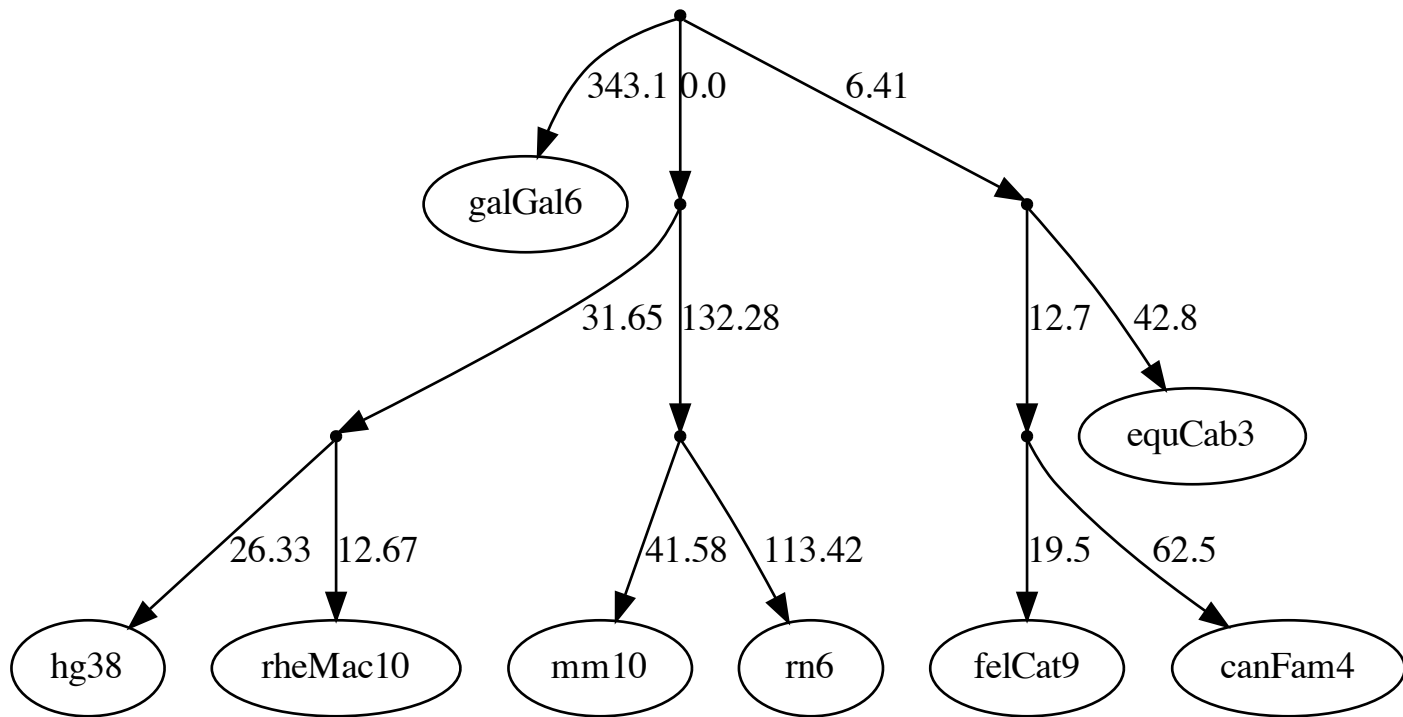 343.1 0.0 6.41
galGal6
31.65 132.28 12.7 42.8
equCab3
26.33 12.67 41.58 113.42 19.5 62.5
hg38 rheMac10 mm10 rn6 felCat9 canFam4